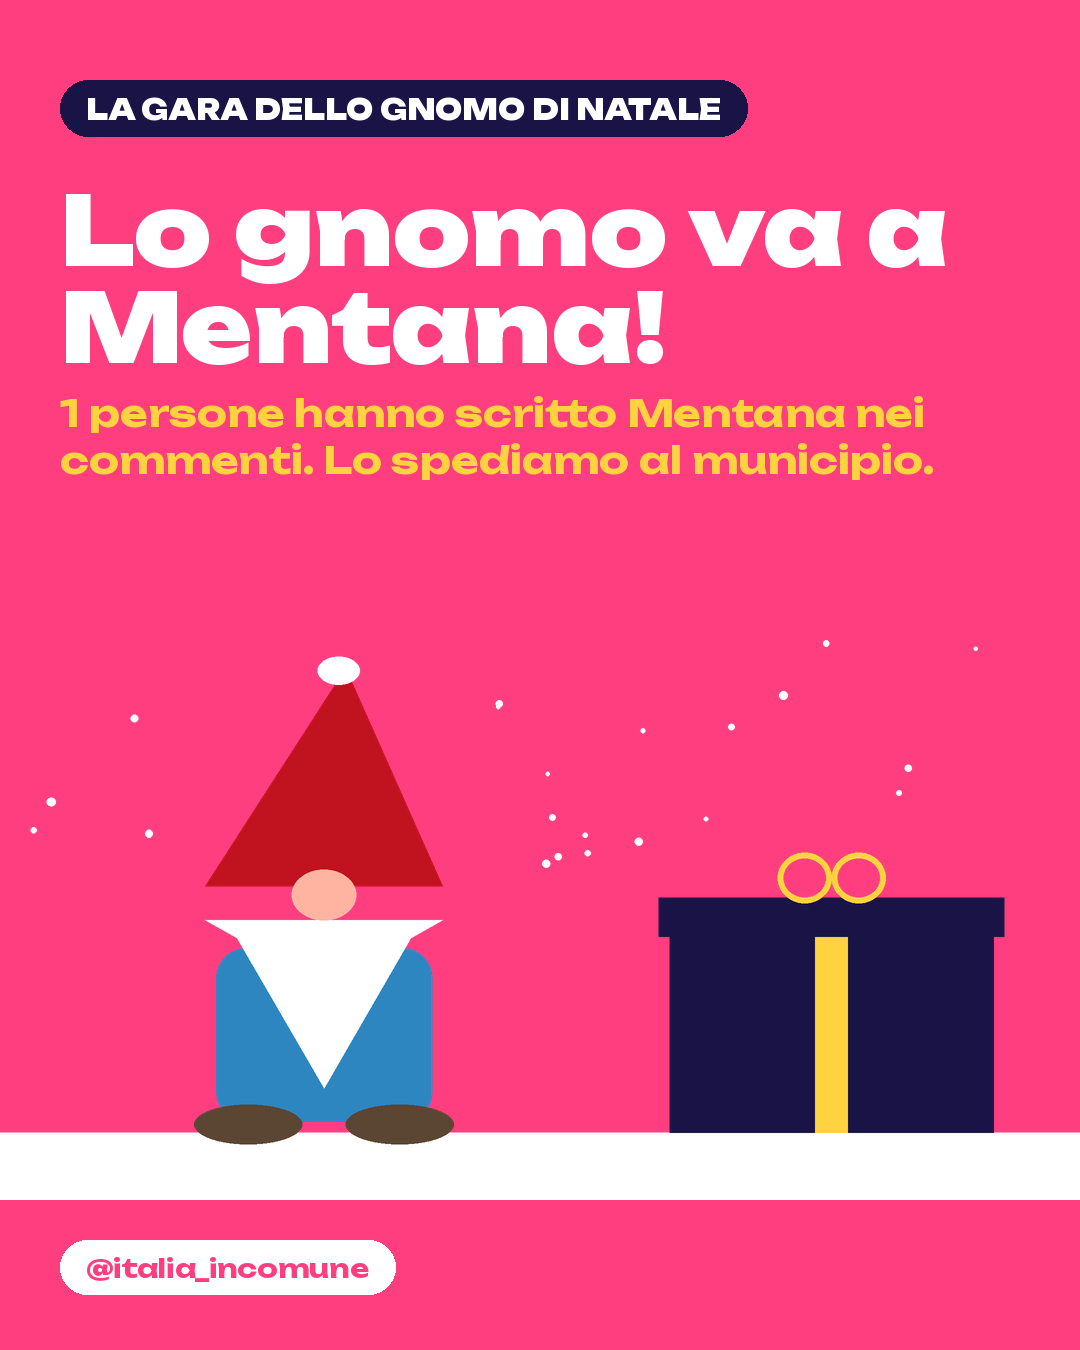 LA GARA DELLO GNOMO DI NATALE
Lo gnomo va a
Mentana!
1 persone hanno scritto Mentana nei
commenti. Lo spediamo al municipio.
@italia_incomune